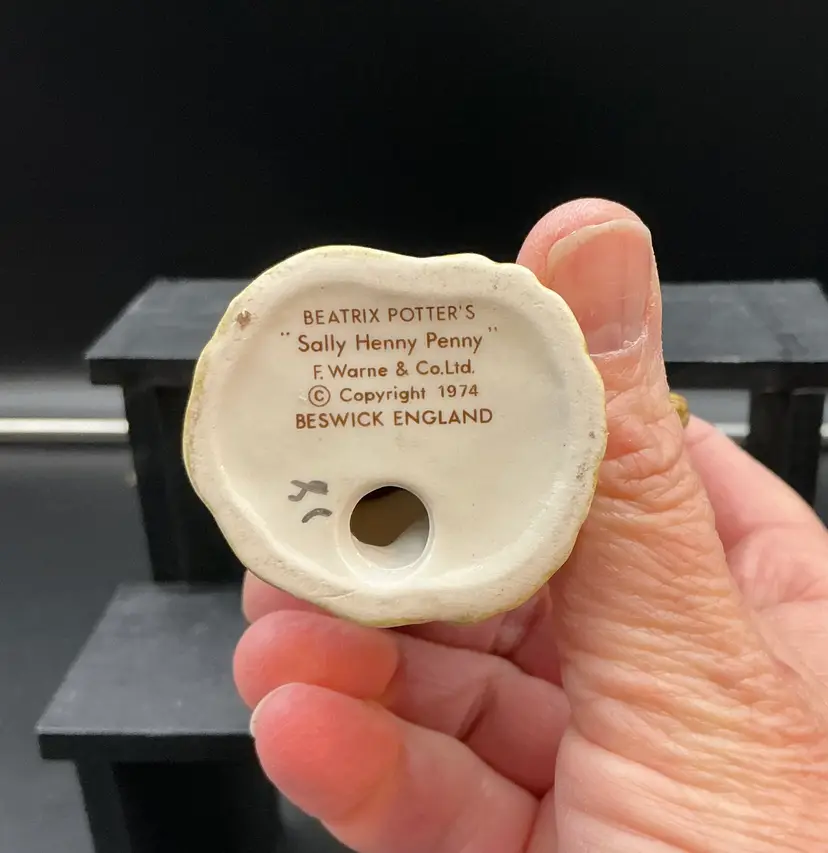 BEATRIX POTTER'S
"Sally Henny Penny"
F. Warne & Co.Ltd.
© Copyright 1974
BESWICK ENGLAND